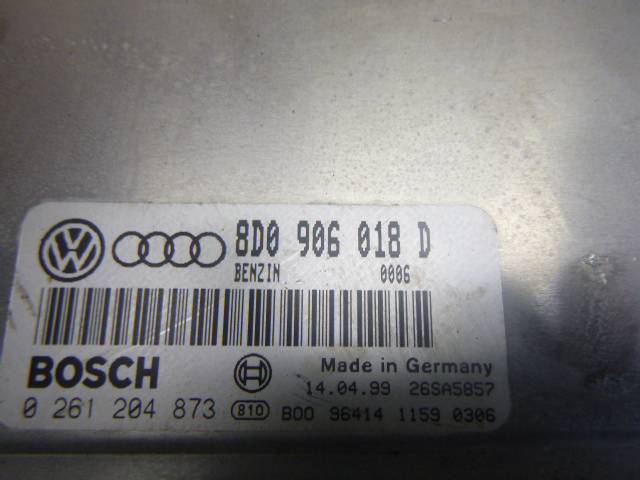 8D0 906 018 D
BENZIN 0006
BOSCH
Made in Germany
14.04.99 26SA5857
0 261 204 873 810 B00 96414 1159 0306